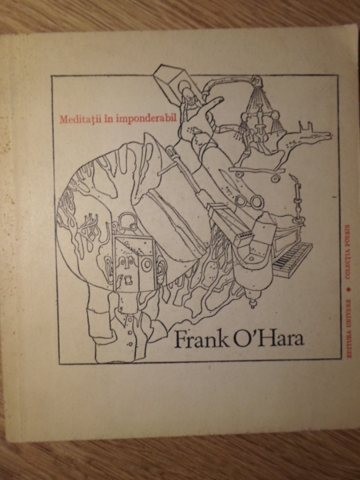 Meditații în imponderabil
Frank O'Hara
EDITURA UNIVERS • COLECȚIA POESIS